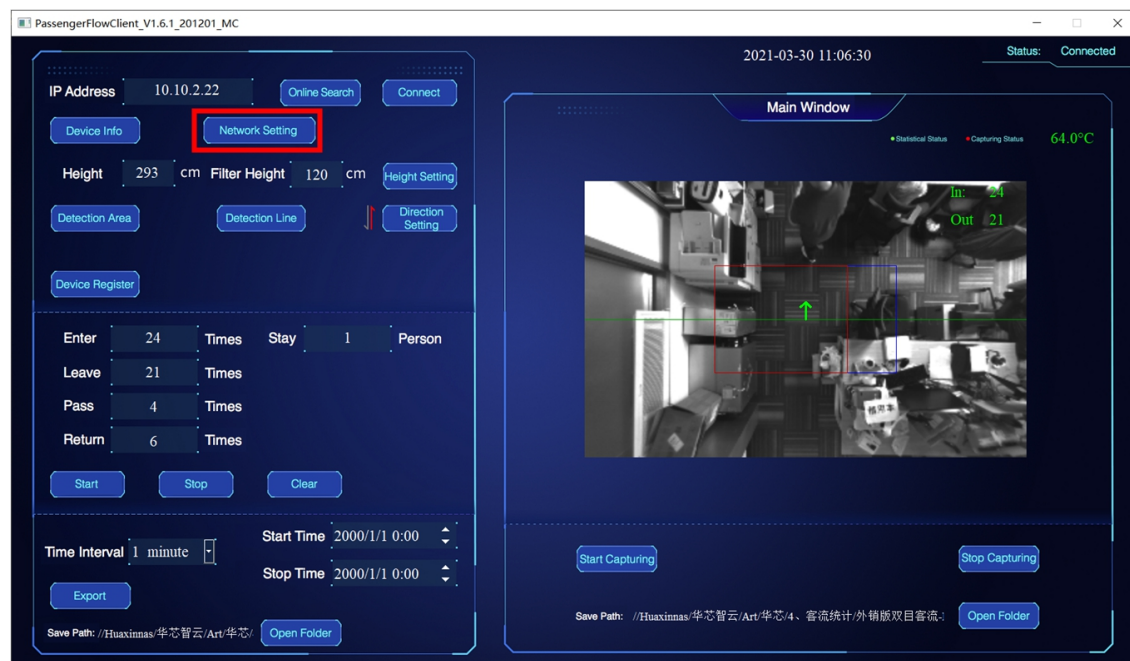 PassengerFlowClient_V1.6.1_201201_MC
2021-03-30 11:06:30
Status: Connected
IP Address 10.10.2.22 Online Search Connect
Device Info Network Setting
Height 293 cm Filter Height 120 cm Height Setting
Detection Area Detection Line Direction Setting
Device Register
Enter 24 Times Stay 1 Person
Leave 21 Times
Pass 4 Times
Return 6 Times
Start Stop Clear
Time Interval 1 minute
Start Time 2000/1/1 0:00
Stop Time 2000/1/1 0:00
Export
Save Path: //Huaxinnas/华芯智云/Art/华芯/ Open Folder
Main Window
Statistical Status Capturing Status 64.0°C
In: 24
Out 21
Start Capturing Stop Capturing
Save Path: //Huaxinnas/华芯智云/Art/华芯/4、客流统计/外销版双目客流- Open Folder